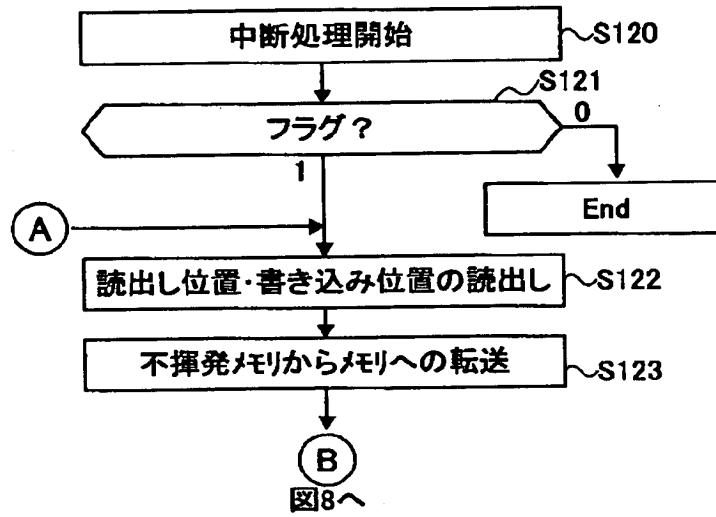 中断処理開始
S120
S121
フラグ?
0
1
End
A
読出し位置・書き込み位置の読出し
S122
不揮発メモリからメモリへの転送
S123
B
図8へ